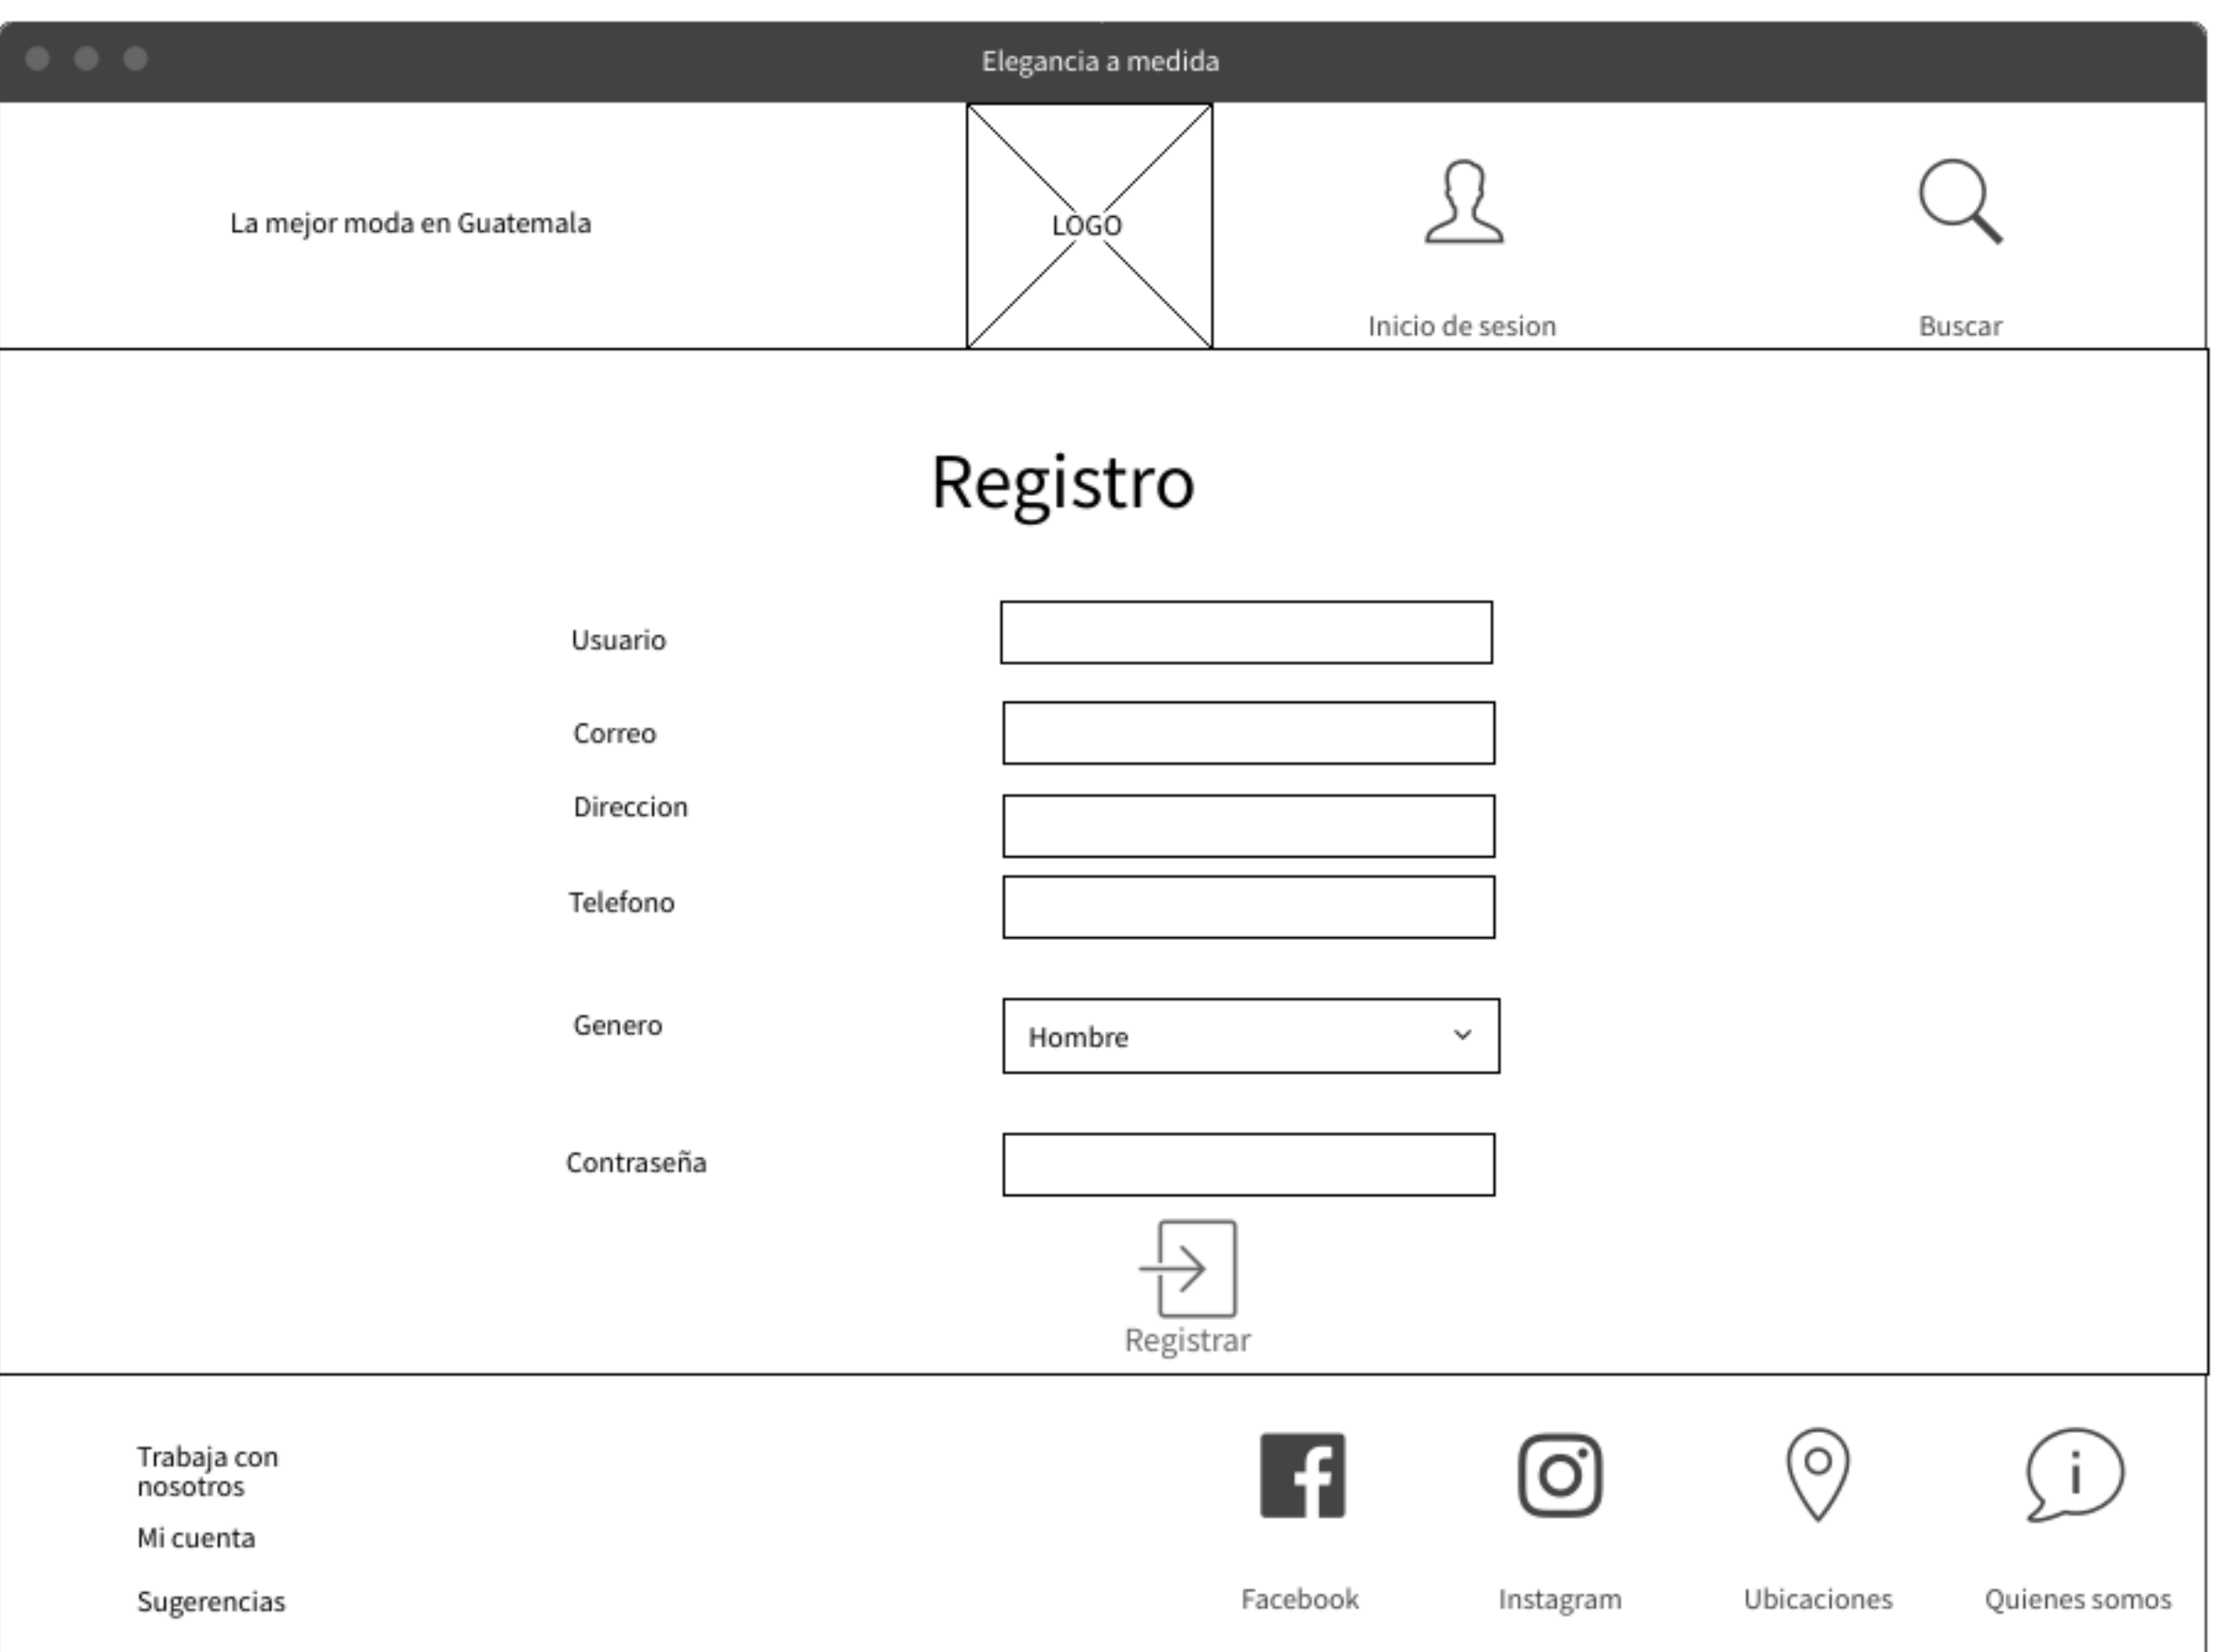 Elegancia a medida
La mejor moda en Guatemala
LOGO
Inicio de sesion
Buscar
Registro
Usuario
Correo
Direccion
Telefono
Genero
Hombre
Contraseña
Registrar
Trabaja con
nosotros
Mi cuenta
Sugerencias
Facebook
Instagram
Ubicaciones
Quienes somos